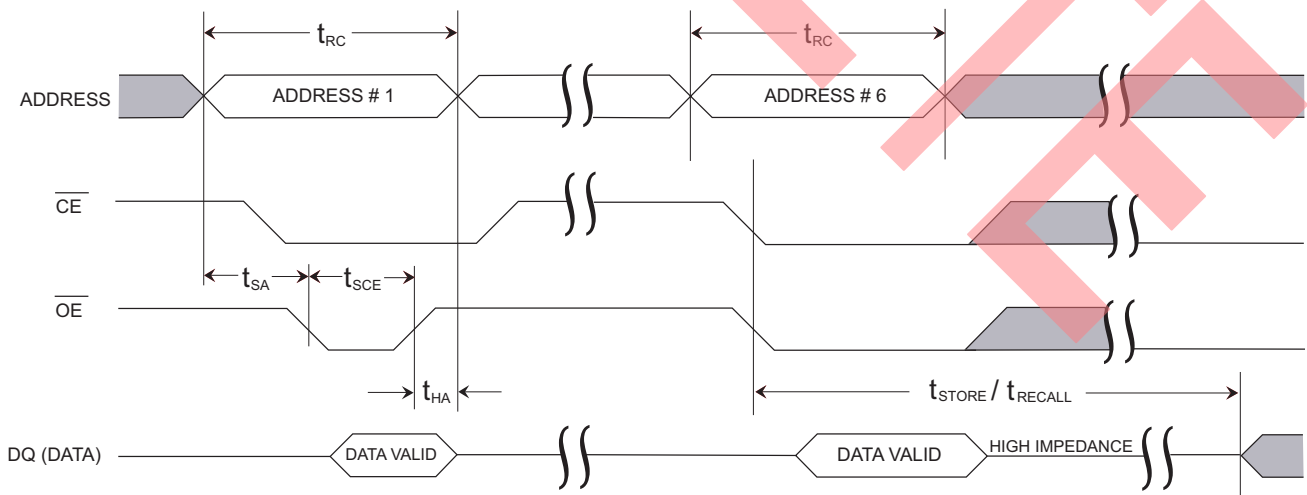 tRC tRC
ADDRESS ADDRESS # 1 ADDRESS # 6
CE
tSA tSCE
OE
tHA tSTORE / tRECALL
DQ (DATA) DATA VALID DATA VALID HIGH IMPEDANCE